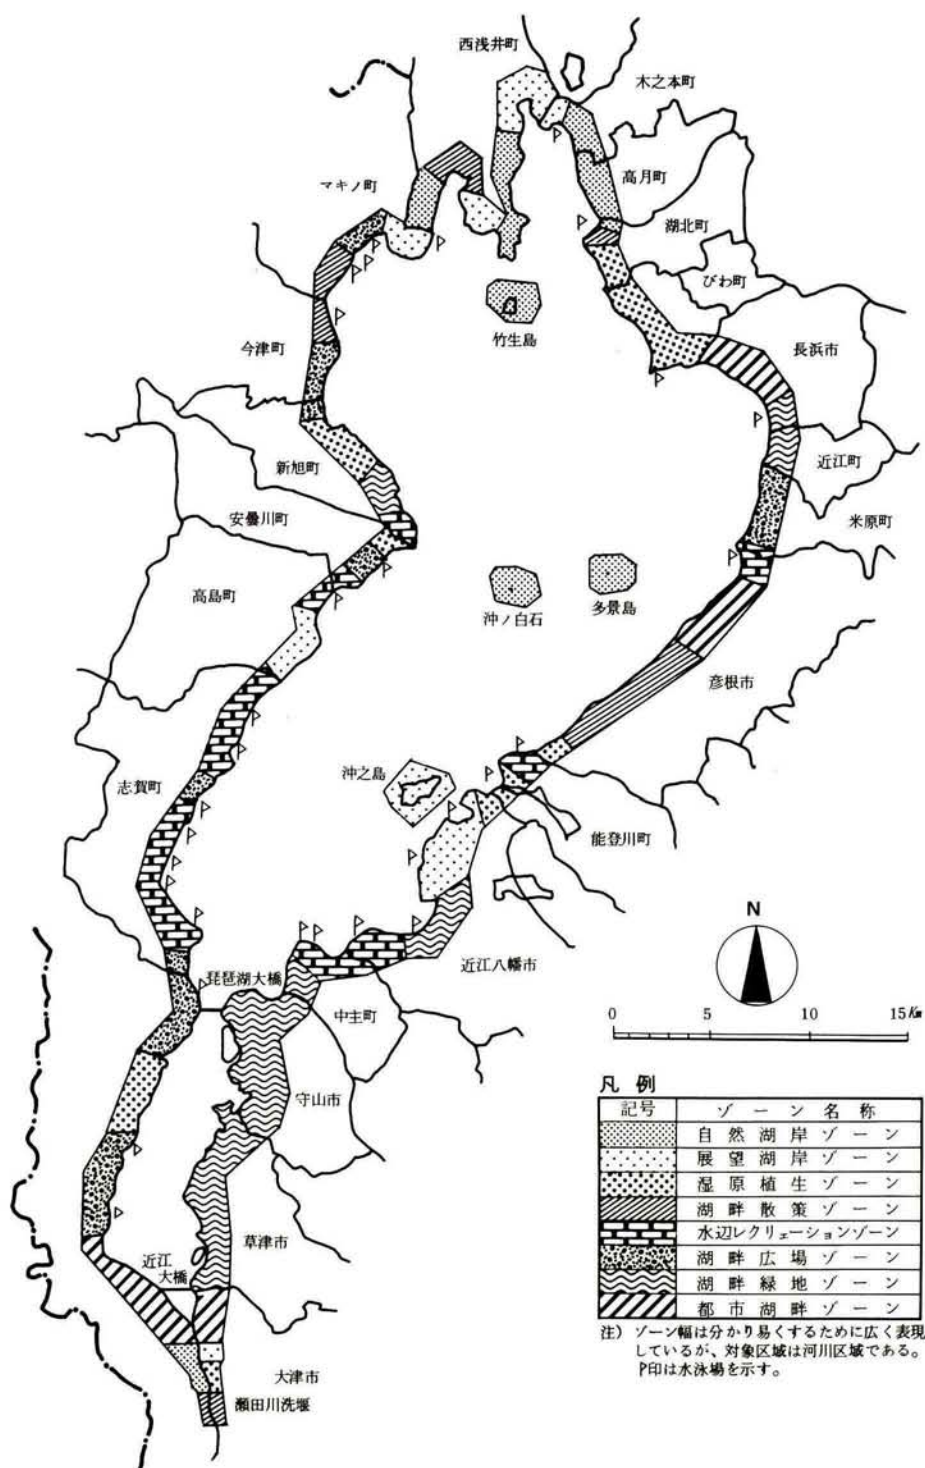 西浅井町
木之本町
マキノ町
高月町
湖北町
びわ町
竹生島
今津町
長浜市
新旭町
近江町
安曇川町
米原町
高島町
沖ノ白石
多景島
彦根市
沖之島
志賀町
能登川町
N
近江八幡市
琵琶湖大橋
中主町
0 5 10 15㎞
守山市
草津市
近江
大橋
大津市
瀬田川洗堰
凡例
記号 ゾーン名称
自然湖岸ゾーン
展望湖岸ゾーン
湿原植生ゾーン
湖畔散策ゾーン
水辺レクリェーションゾーン
湖畔広場ゾーン
湖畔緑地ゾーン
都市湖畔ゾーン
注) ゾーン幅は分かり易くするために広く表現
しているが、対象区域は河川区域である。
P印は水泳場を示す。